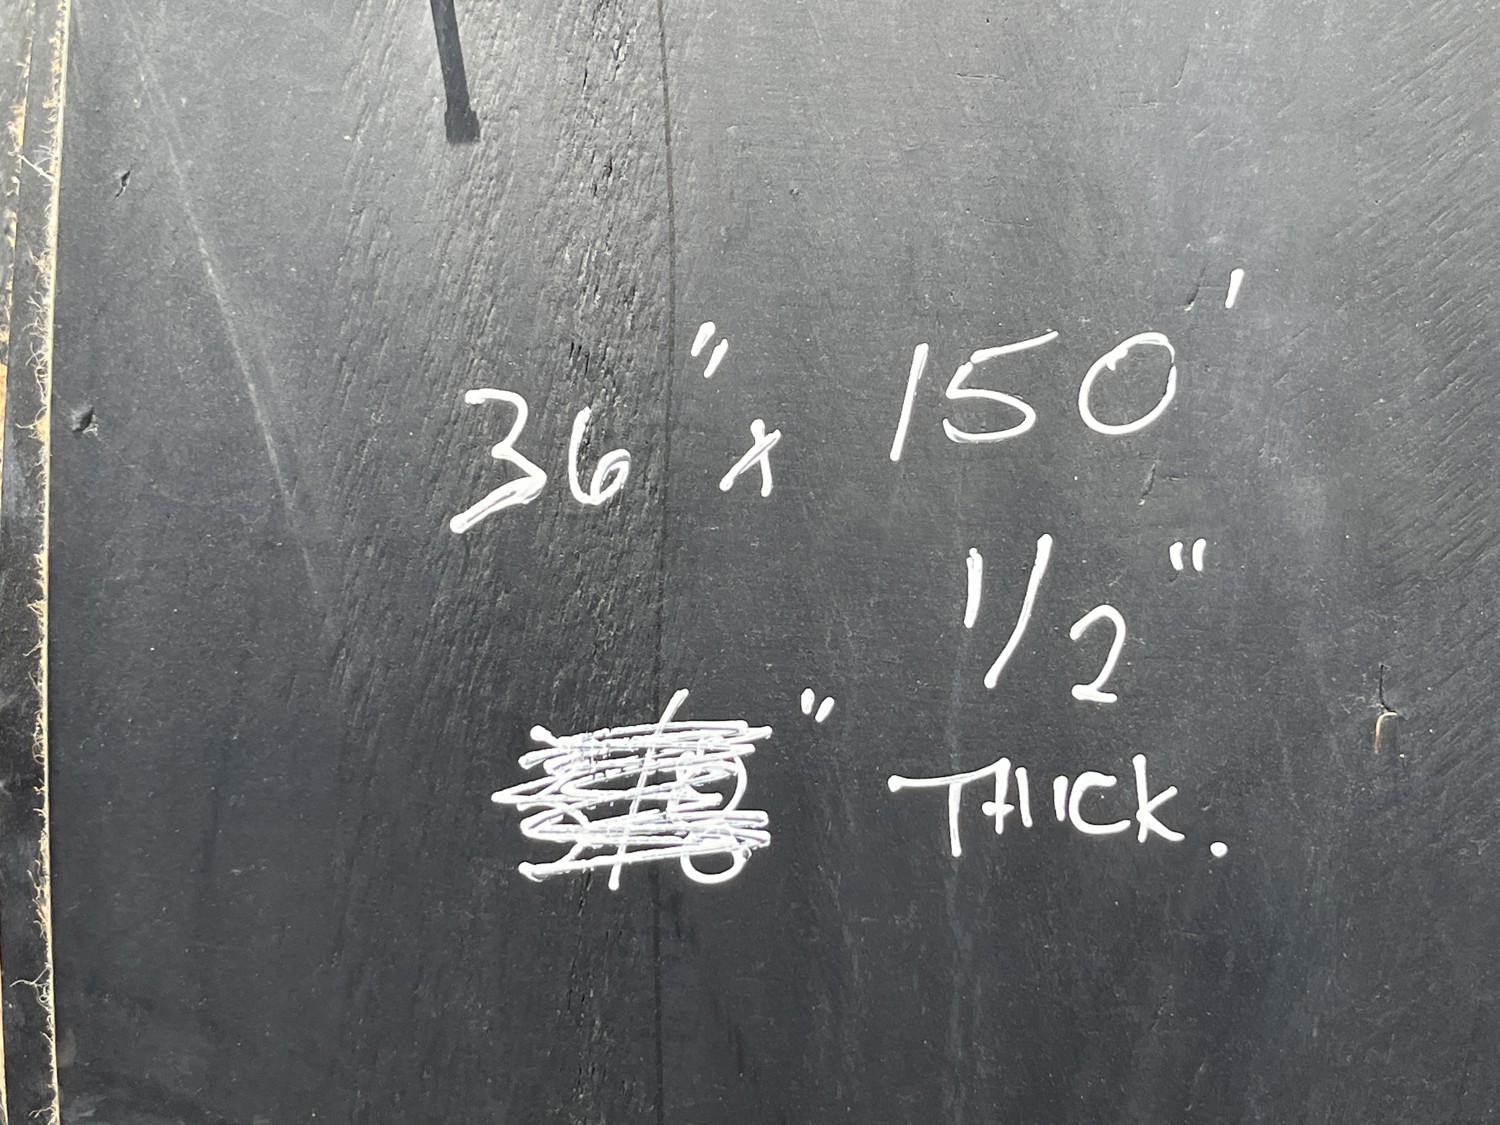 36" x 150'
1/2"
" THICK.